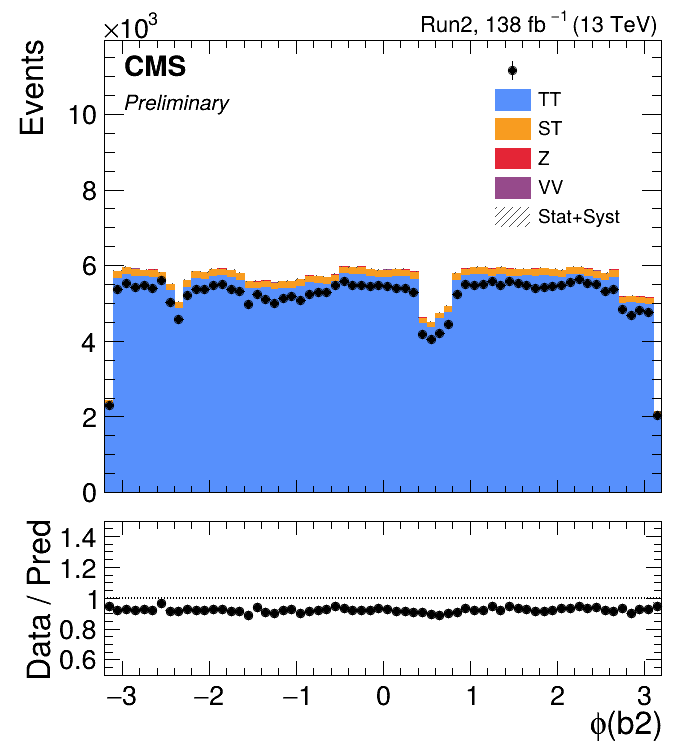 ×10³
Run2, 138 fb⁻¹ (13 TeV)
CMS
Preliminary
TT
ST
Z
VV
Stat+Syst
Events
10
8
6
4
2
0
Data / Pred
1.4
1.2
1
0.8
0.6
−3 −2 −1 0 1 2 3
ϕ(b2)